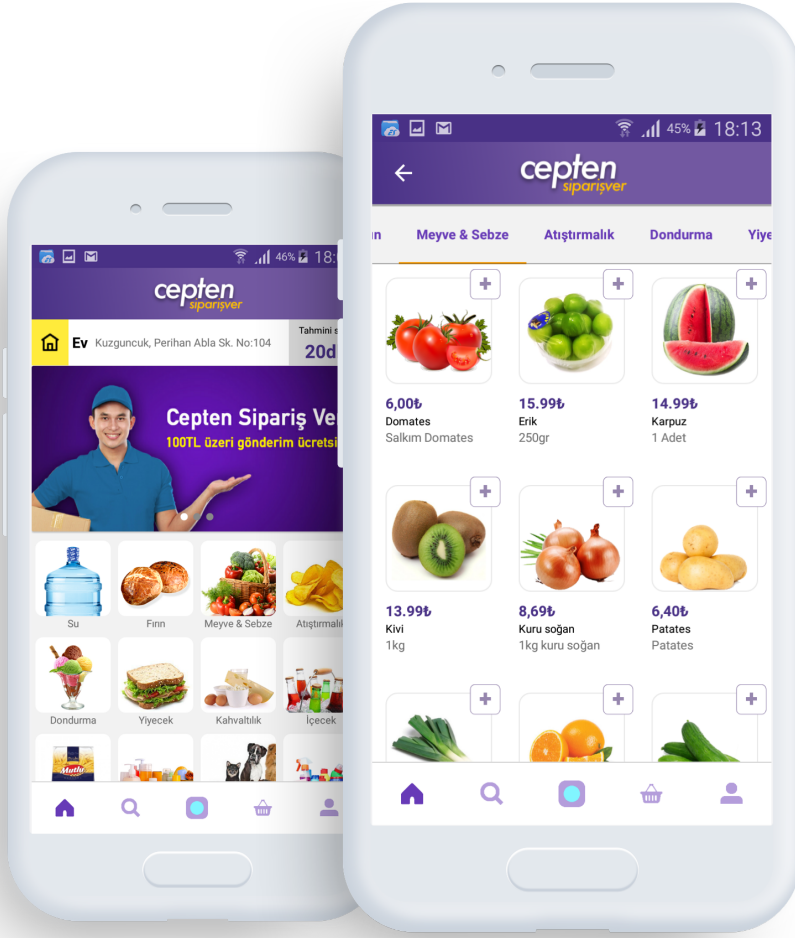 46%
cepten
siparişver
Ev Kuzguncuk, Perihan Abla Sk. No:104
Tahmini s
20d
Cepten Sipariş Ve
100TL üzeri gönderim ücretsi
Su
Fırın
Meyve & Sebze
Atıştırmalık
Dondurma
Yiyecek
Kahvaltılık
İçecek
Mutlu
45% 18:13
cepten
siparişver
Meyve & Sebze
Atıştırmalık
Dondurma
Yiye
6,00₺
Domates
Salkım Domates
15.99₺
Erik
250gr
14.99₺
Karpuz
1 Adet
13.99₺
Kivi
1kg
8,69₺
Kuru soğan
1kg kuru soğan
6,40₺
Patates
Patates